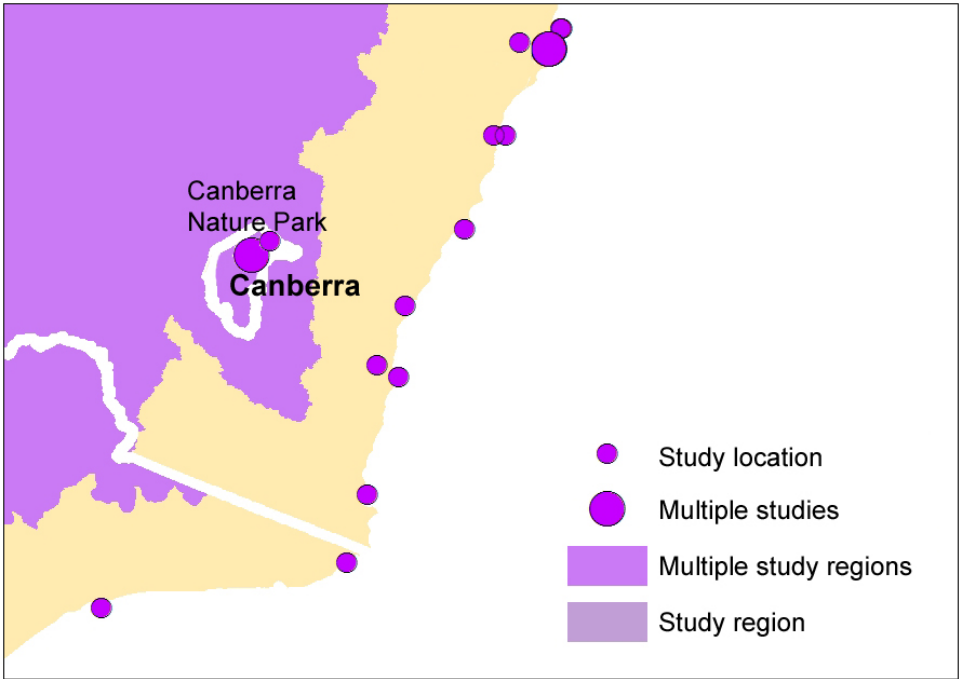 Canberra
Nature Park
Canberra
Study location
Multiple studies
Multiple study regions
Study region